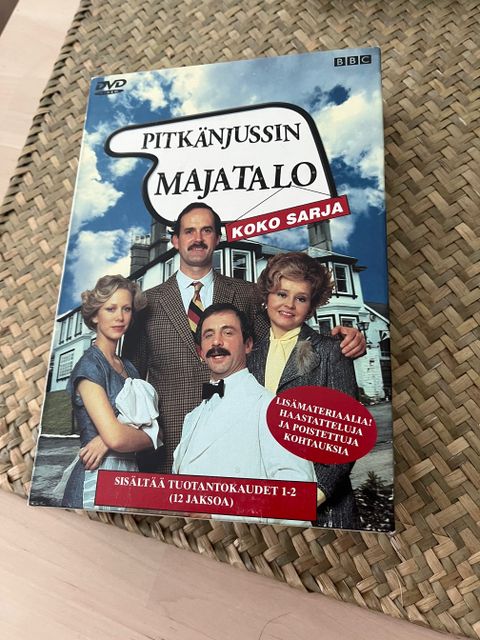 DVD
BBC
PITKÄNJUSSIN
MAJATALO
KOKO SARJA
LISÄMATERIAALIA!
HAASTATTELUJA
JA POISTETTUJA
KOHTAUKSIA
SISÄLTÄÄ TUOTANTOKAUDET 1-2
(12 JAKSOA)